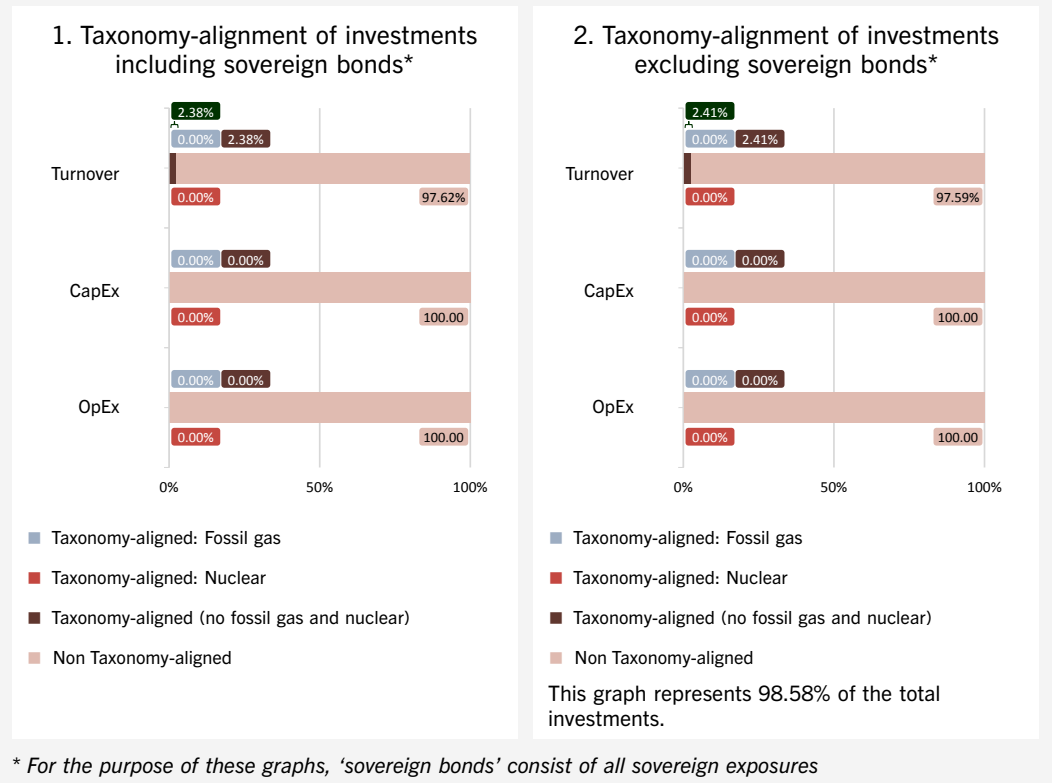 1. Taxonomy-alignment of investments
including sovereign bonds*
2.38%
0.00% 2.38%
Turnover
0.00% 97.62%
0.00% 0.00%
CapEx
0.00% 100.00
0.00% 0.00%
OpEx
0.00% 100.00
0% 50% 100%
Taxonomy-aligned: Fossil gas
Taxonomy-aligned: Nuclear
Taxonomy-aligned (no fossil gas and nuclear)
Non Taxonomy-aligned
2. Taxonomy-alignment of investments
excluding sovereign bonds*
2.41%
0.00% 2.41%
Turnover
0.00% 97.59%
0.00% 0.00%
CapEx
0.00% 100.00
0.00% 0.00%
OpEx
0.00% 100.00
0% 50% 100%
Taxonomy-aligned: Fossil gas
Taxonomy-aligned: Nuclear
Taxonomy-aligned (no fossil gas and nuclear)
Non Taxonomy-aligned
This graph represents 98.58% of the total
investments.
* For the purpose of these graphs, ‘sovereign bonds’ consist of all sovereign exposures